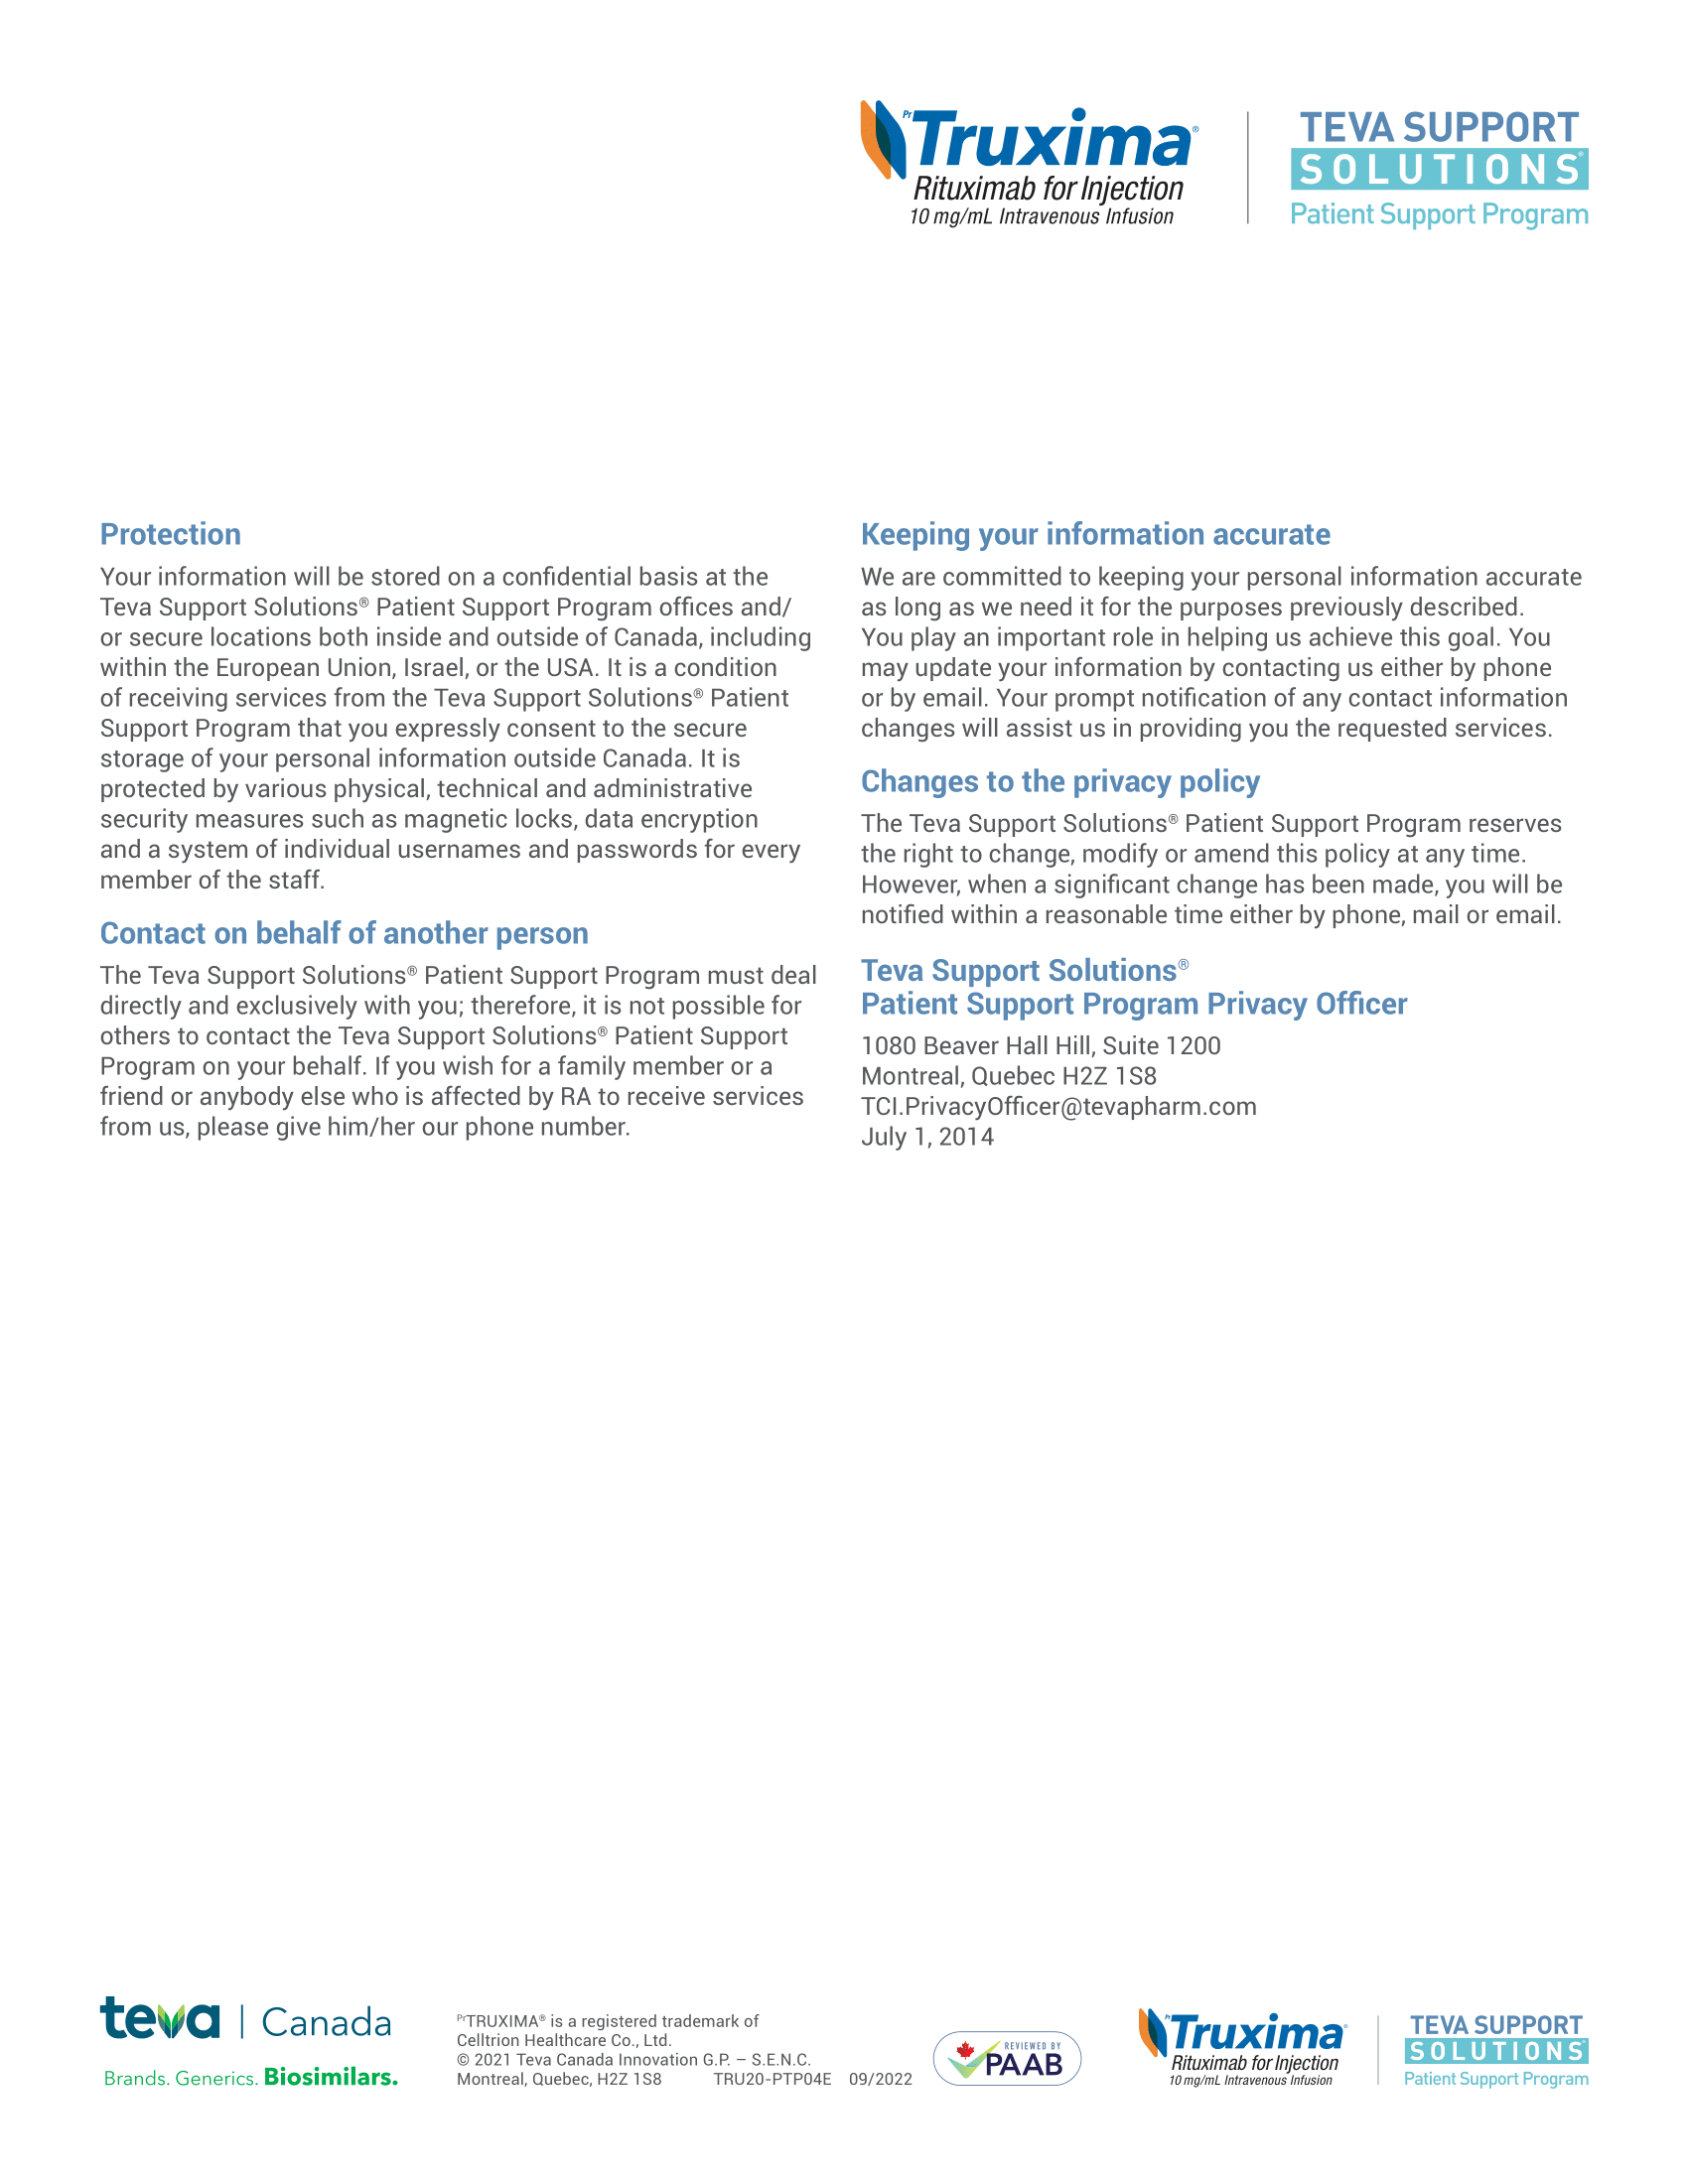 PrTruxima®
Rituximab for Injection
10 mg/mL Intravenous Infusion
TEVA SUPPORT
SOLUTIONS®
Patient Support Program
Protection
Your information will be stored on a confidential basis at the
Teva Support Solutions® Patient Support Program offices and/
or secure locations both inside and outside of Canada, including
within the European Union, Israel, or the USA. It is a condition
of receiving services from the Teva Support Solutions® Patient
Support Program that you expressly consent to the secure
storage of your personal information outside Canada. It is
protected by various physical, technical and administrative
security measures such as magnetic locks, data encryption
and a system of individual usernames and passwords for every
member of the staff.
Contact on behalf of another person
The Teva Support Solutions® Patient Support Program must deal
directly and exclusively with you; therefore, it is not possible for
others to contact the Teva Support Solutions® Patient Support
Program on your behalf. If you wish for a family member or a
friend or anybody else who is affected by RA to receive services
from us, please give him/her our phone number.
Keeping your information accurate
We are committed to keeping your personal information accurate
as long as we need it for the purposes previously described.
You play an important role in helping us achieve this goal. You
may update your information by contacting us either by phone
or by email. Your prompt notification of any contact information
changes will assist us in providing you the requested services.
Changes to the privacy policy
The Teva Support Solutions® Patient Support Program reserves
the right to change, modify or amend this policy at any time.
However, when a significant change has been made, you will be
notified within a reasonable time either by phone, mail or email.
Teva Support Solutions®
Patient Support Program Privacy Officer
1080 Beaver Hall Hill, Suite 1200
Montreal, Quebec H2Z 1S8
TCI.PrivacyOfficer@tevapharm.com
July 1, 2014
teva | Canada
Brands. Generics. Biosimilars.
PrTRUXIMA® is a registered trademark of
Celltrion Healthcare Co., Ltd.
© 2021 Teva Canada Innovation G.P. – S.E.N.C.
Montreal, Quebec, H2Z 1S8 TRU20-PTP04E 09/2022
REVIEWED BY
PAAB
PrTruxima®
Rituximab for Injection
10 mg/mL Intravenous Infusion
TEVA SUPPORT
SOLUTIONS
Patient Support Program